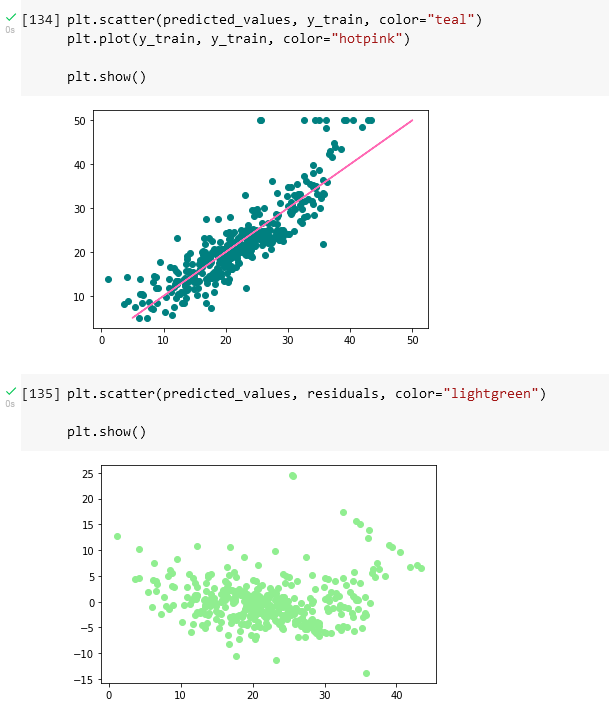 [134] plt.scatter(predicted_values, y_train, color="teal")
0s
plt.plot(y_train, y_train, color="hotpink")
plt.show()
50
40
30
20
10
0 10 20 30 40 50
[135] plt.scatter(predicted_values, residuals, color="lightgreen")
0s
plt.show()
25
20
15
10
5
0
−5
−10
−15
0 10 20 30 40